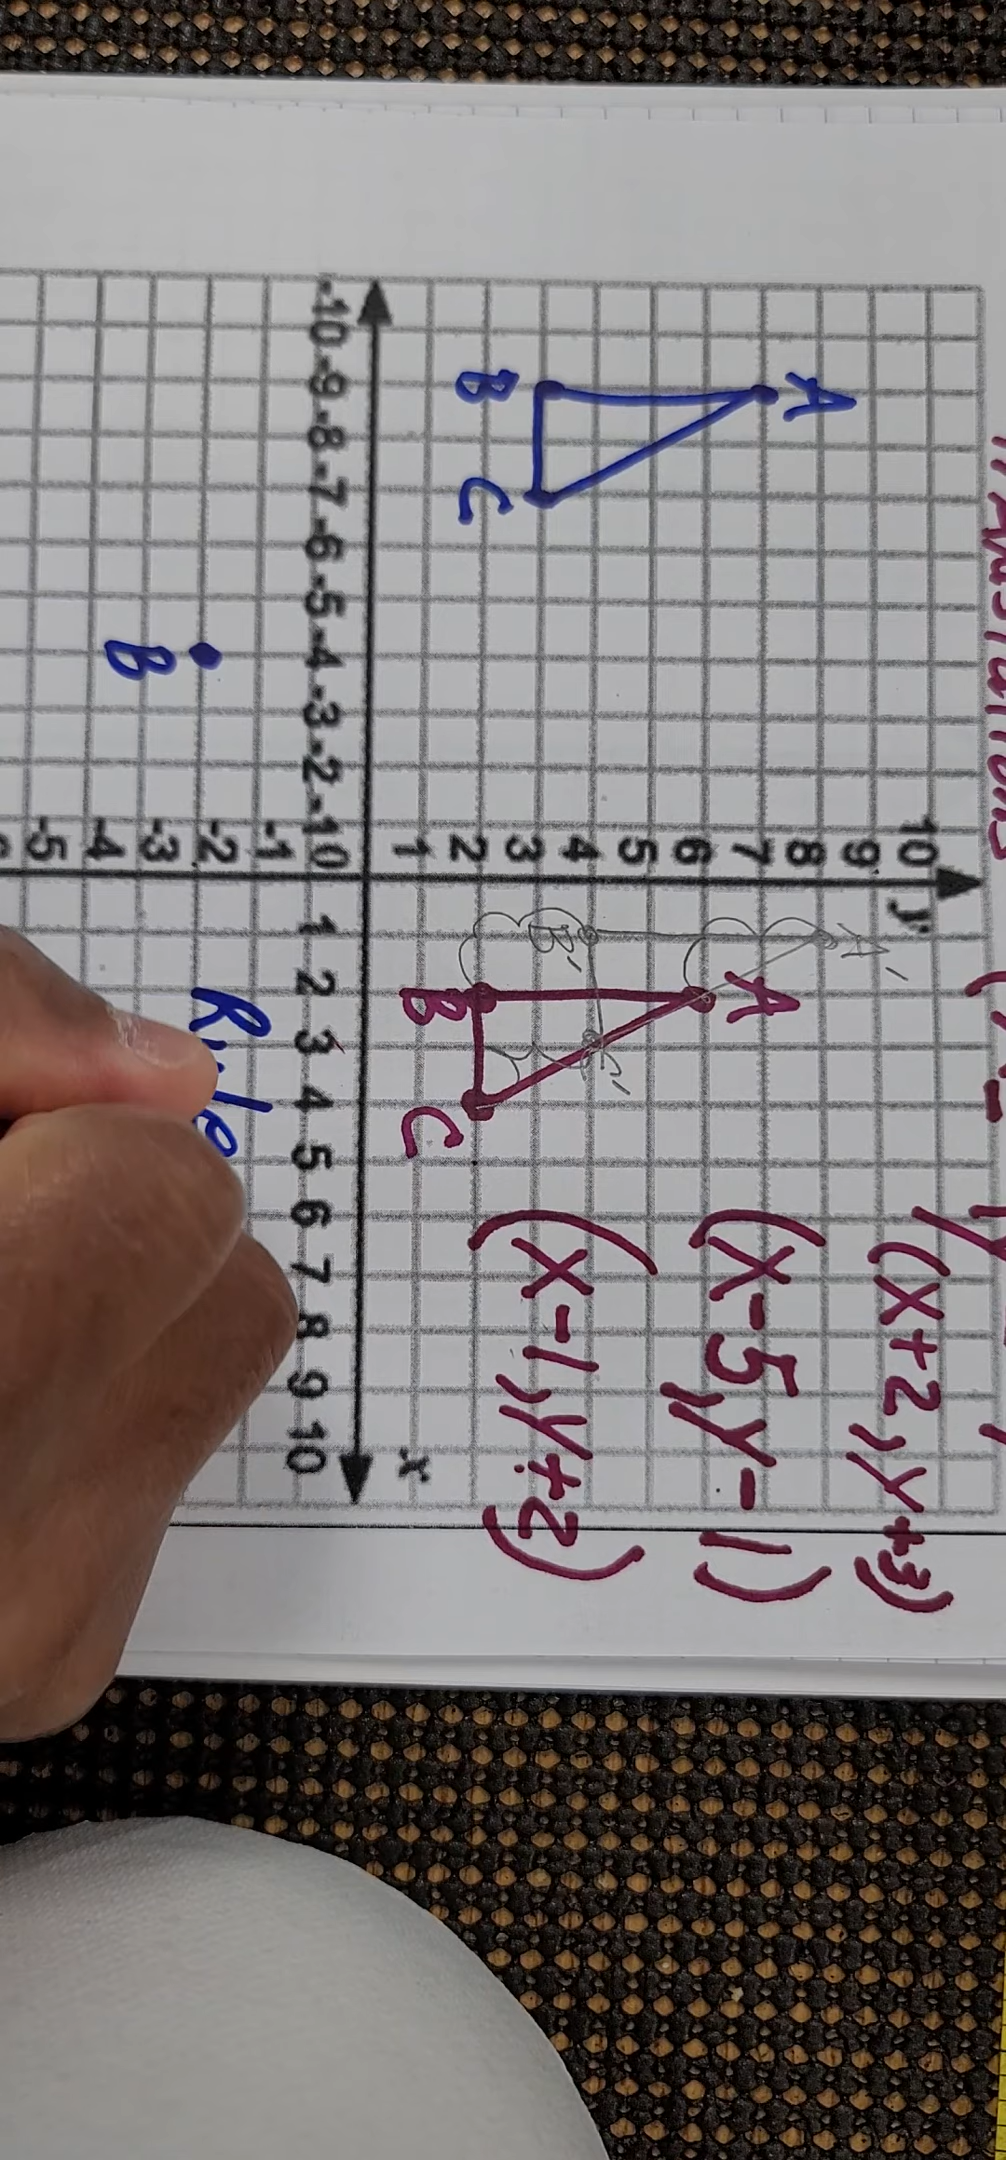 (x+2,y+3)
10
y
9
A'
8
A
7
A
6
(x-5,y-1)
5
4
B'
C'
3
2
(x-1,y+2)
B
C
1
B
C
x
-10 -9 -8 -7 -6 -5 -4 -3 -2 -1 0 1 2 3 4 5 6 7 8 9 10
-1
-2
Rule
-3
B
-4
-5